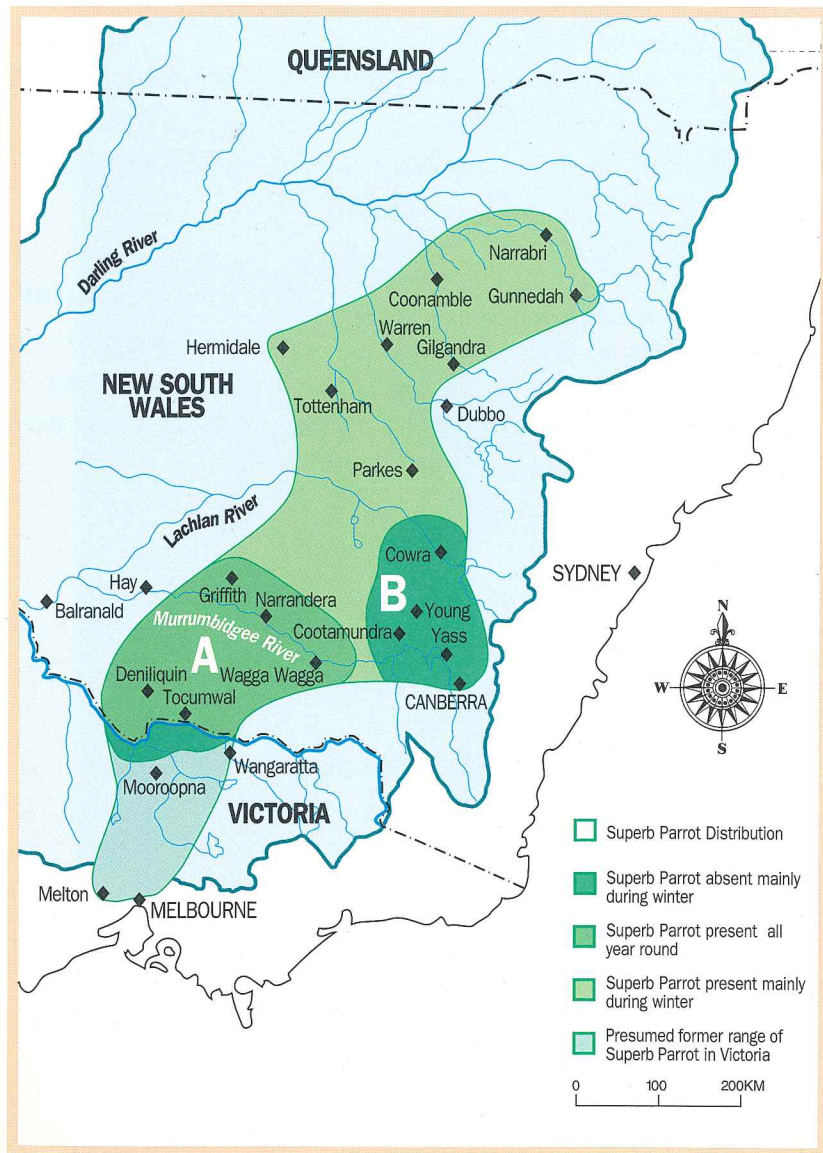 QUEENSLAND
Darling River
Narrabri
Coonamble
Gunnedah
Warren
Hermidale
Gilgandra
NEW SOUTH
WALES
Tottenham
Dubbo
Parkes
Lachlan River
Cowra
SYDNEY
Hay
Griffith
B
Balranald
Narrandera
Young
Murrumbidgee River
Cootamundra
Yass
A
Deniliquin
Wagga Wagga
CANBERRA
Tocumwal
N
W
E
S
Wangaratta
Mooroopna
VICTORIA
Melton
MELBOURNE
Superb Parrot Distribution
Superb Parrot absent mainly
during winter
Superb Parrot present all
year round
Superb Parrot present mainly
during winter
Presumed former range of
Superb Parrot in Victoria
0 100 200KM